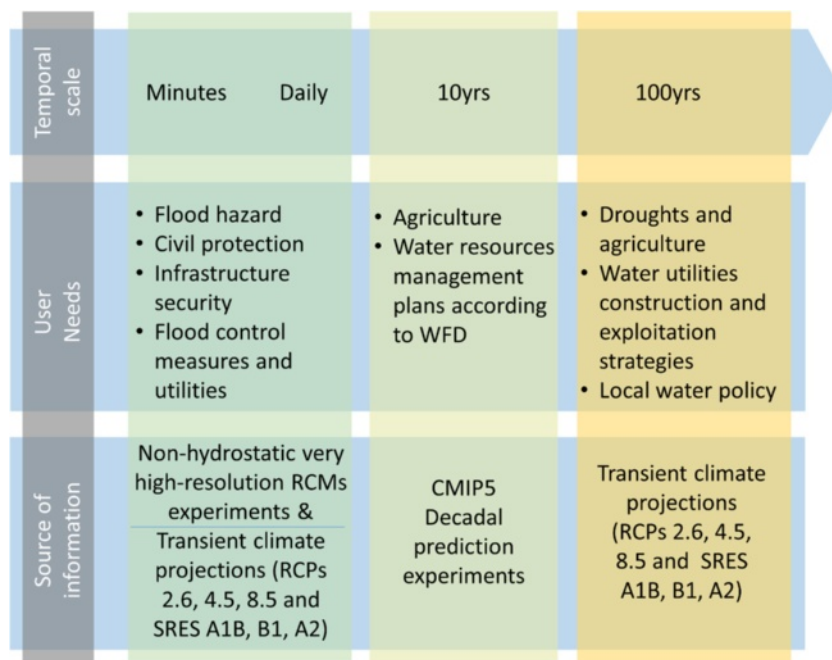 Temporal
scale
Minutes Daily
10yrs
100yrs
User
Needs
• Flood hazard
• Civil protection
• Infrastructure
security
• Flood control
measures and
utilities
• Agriculture
• Water resources
management
plans according
to WFD
• Droughts and
agriculture
• Water utilities
construction and
exploitation
strategies
• Local water policy
Source of
information
Non-hydrostatic very
high-resolution RCMs
experiments &
Transient climate
projections (RCPs
2.6, 4.5, 8.5 and
SRES A1B, B1, A2)
CMIP5
Decadal
prediction
experiments
Transient climate
projections
(RCPs 2.6, 4.5,
8.5 and SRES
A1B, B1, A2)